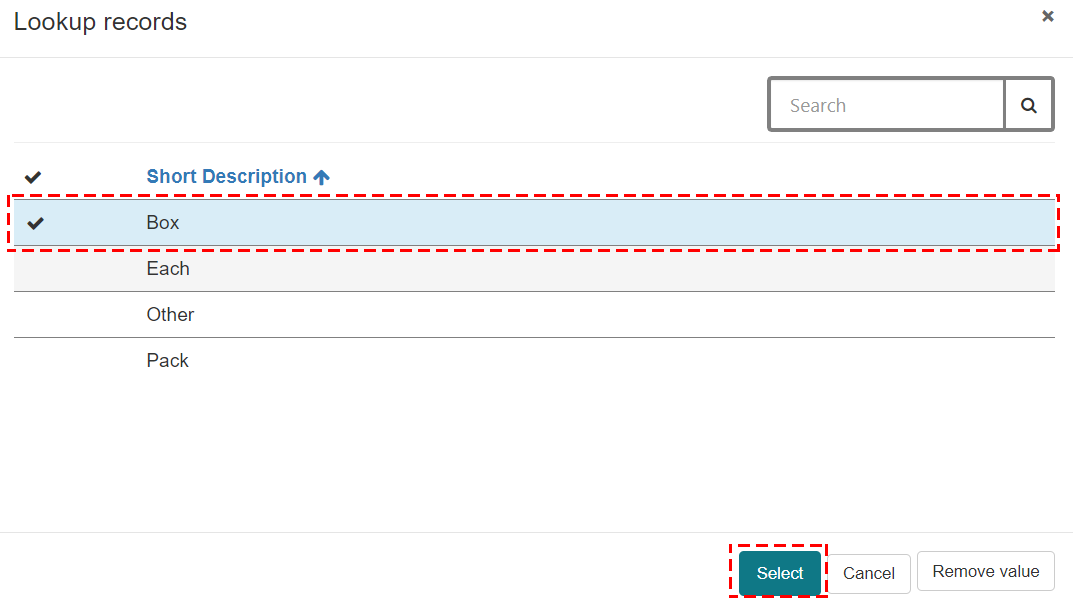 Lookup records
Search
Short Description
Box
Each
Other
Pack
Select Cancel Remove value